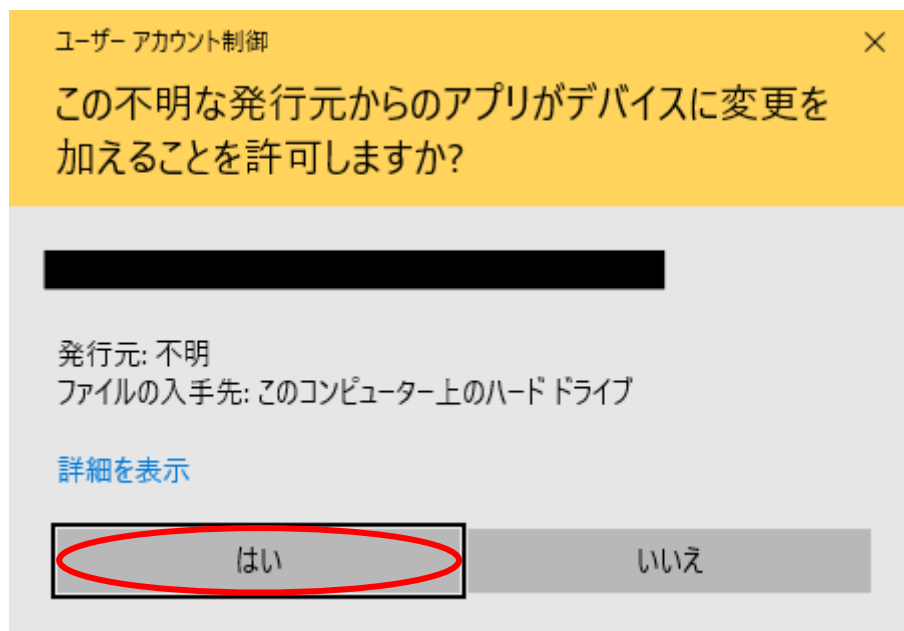 ユーザー アカウント制御
この不明な発行元からのアプリがデバイスに変更を
加えることを許可しますか?
発行元: 不明
ファイルの入手先: このコンピューター上のハード ドライブ
詳細を表示
はい
いいえ